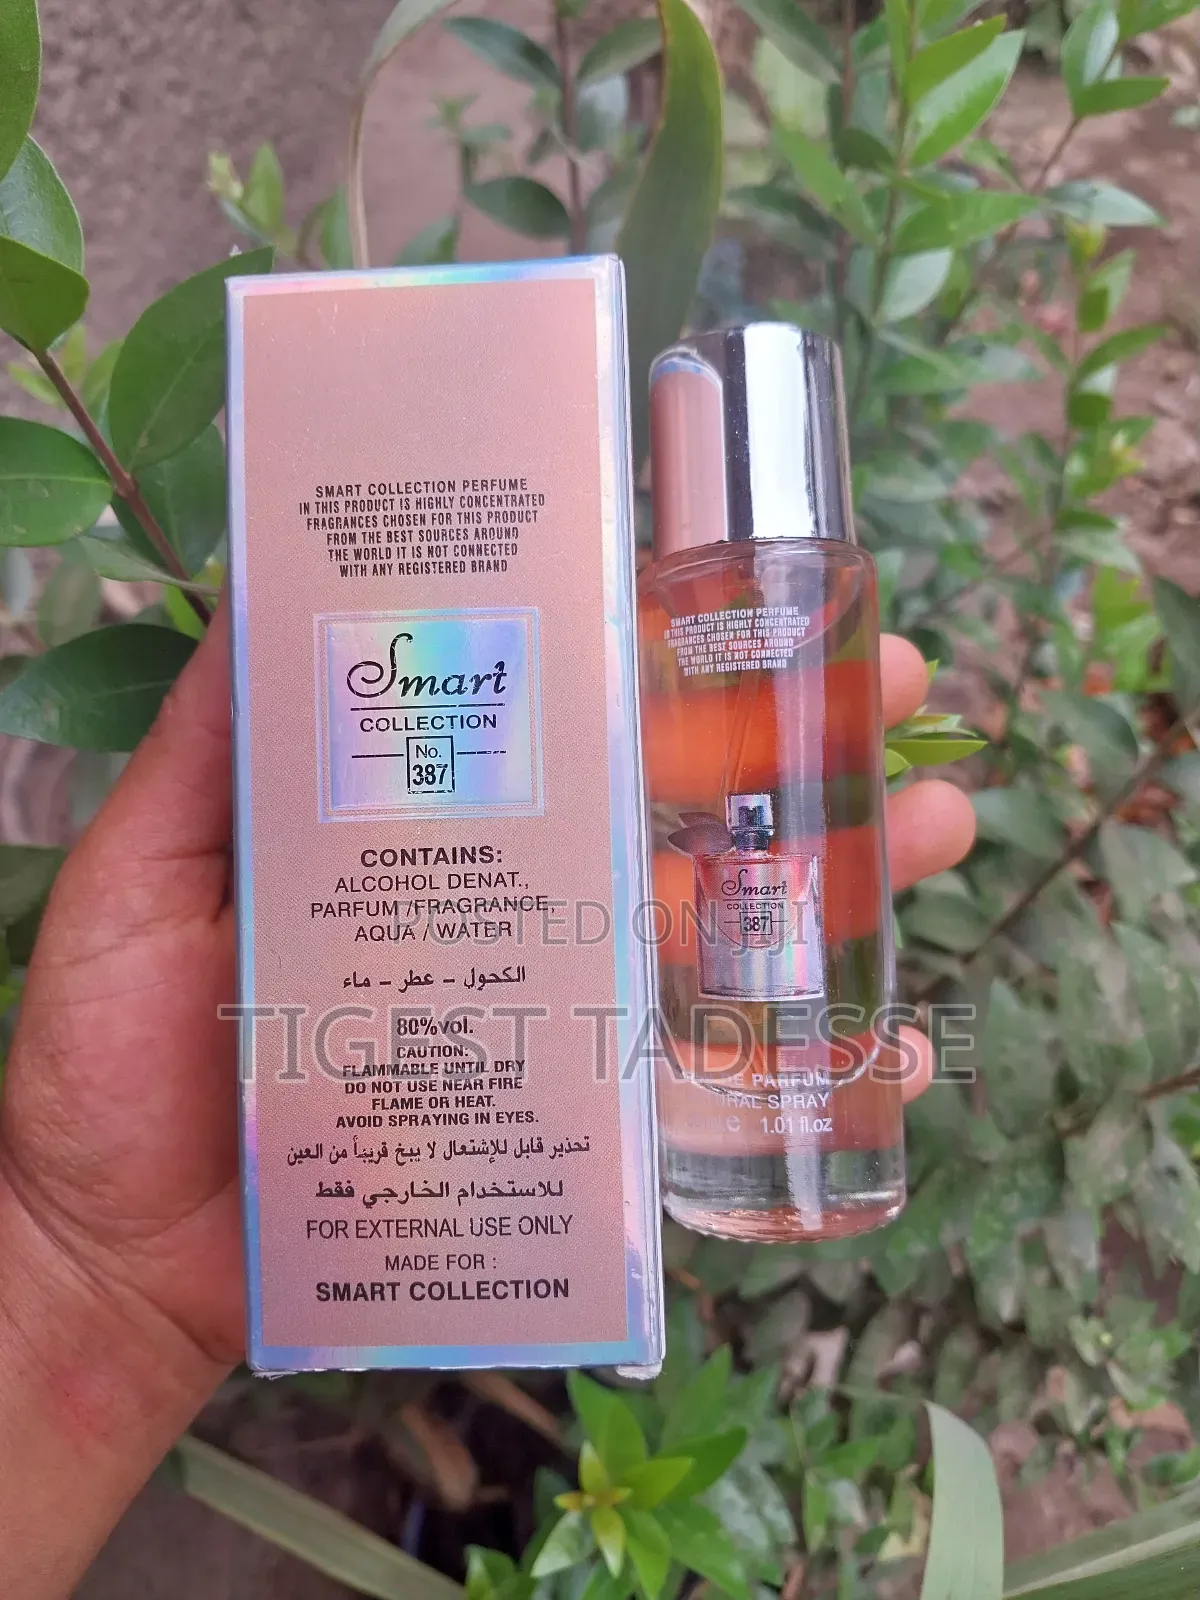 SMART COLLECTION PERFUME
IN THIS PRODUCT IS HIGHLY CONCENTRATED
FRAGRANCES CHOSEN FOR THIS PRODUCT
FROM THE BEST SOURCES AROUND
THE WORLD IT IS NOT CONNECTED
WITH ANY REGISTERED BRAND
Smart
COLLECTION
No.
387
CONTAINS:
ALCOHOL DENAT.,
PARFUM /FRAGRANCE,
AQUA / WATER
الكحول - عطر - ماء
80%vol.
CAUTION:
FLAMMABLE UNTIL DRY
DO NOT USE NEAR FIRE
FLAME OR HEAT.
AVOID SPRAYING IN EYES.
تحذير قابل للإشتعال لا يبخ قريباً من العين
للاستخدام الخارجي فقط
FOR EXTERNAL USE ONLY
MADE FOR :
SMART COLLECTION
SMART COLLECTION PERFUME
IN THIS PRODUCT IS HIGHLY CONCENTRATED
FRAGRANCES CHOSEN FOR THIS PRODUCT
FROM THE BEST SOURCES AROUND
THE WORLD IT IS NOT CONNECTED
WITH ANY REGISTERED BRAND
Smart
COLLECTION
387
DE PARFUM
SPRAY
1.01 fl.oz
POSTED ON JIJI
TIGEST TADESSE